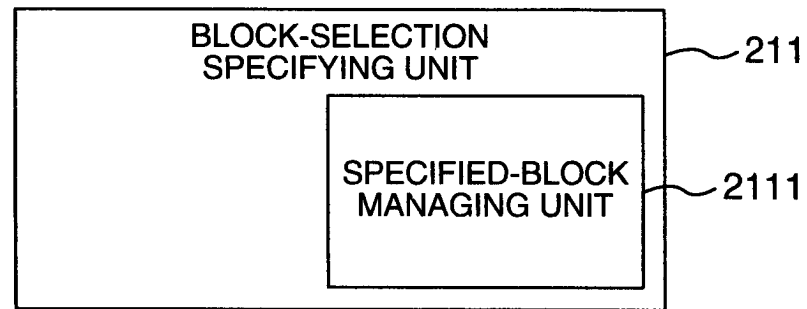 BLOCK-SELECTION
SPECIFYING UNIT
211
SPECIFIED-BLOCK
MANAGING UNIT
2111